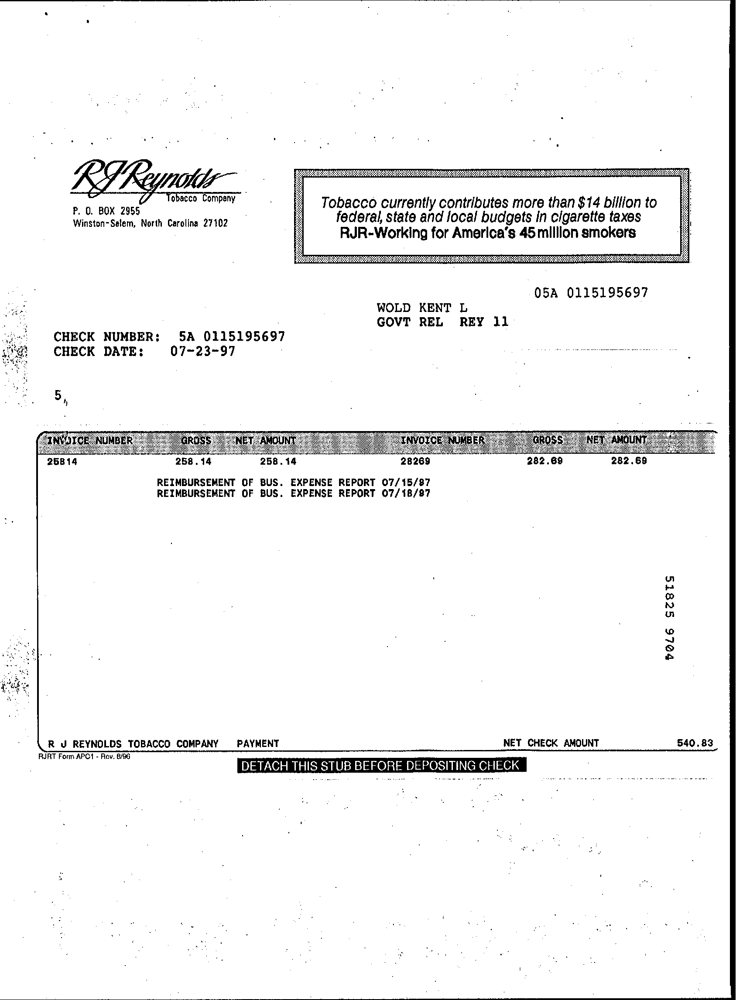 RJReynolds
Tobacco Company
P. O. BOX 2955
Winston-Salem, North Carolina 27102
Tobacco currently contributes more than $14 billion to
federal, state and local budgets in cigarette taxes
RJR-Working for America's 45 million smokers
05A 0115195697
WOLD KENT L
GOVT REL REY 11
CHECK NUMBER: 5A 0115195697
CHECK DATE: 07-23-97
5,
INVOICE NUMBER GROSS NET AMOUNT INVOICE NUMBER GROSS NET AMOUNT
25814 258.14 258.14 28269 282.69 282.69
REIMBURSEMENT OF BUS. EXPENSE REPORT 07/15/97
REIMBURSEMENT OF BUS. EXPENSE REPORT 07/18/97
51825 9704
R J REYNOLDS TOBACCO COMPANY PAYMENT NET CHECK AMOUNT 540.83
RJRT Form APC1 - Rev. 8/96
DETACH THIS STUB BEFORE DEPOSITING CHECK